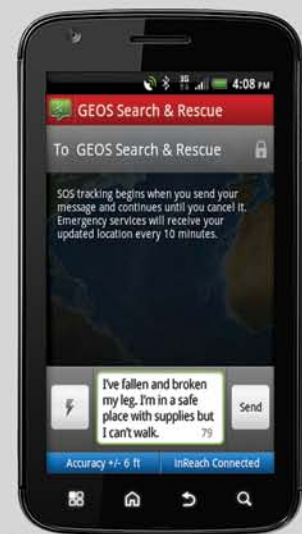 3G
4:08 PM
GEOS Search & Rescue
To GEOS Search & Rescue
SOS tracking begins when you send your
message and continues until you cancel it.
Emergency services will receive your
updated location every 10 minutes.
I've fallen and broken
my leg. I'm in a safe
place with supplies but
I can't walk.
79
Send
Accuracy +/- 6 ft
InReach Connected